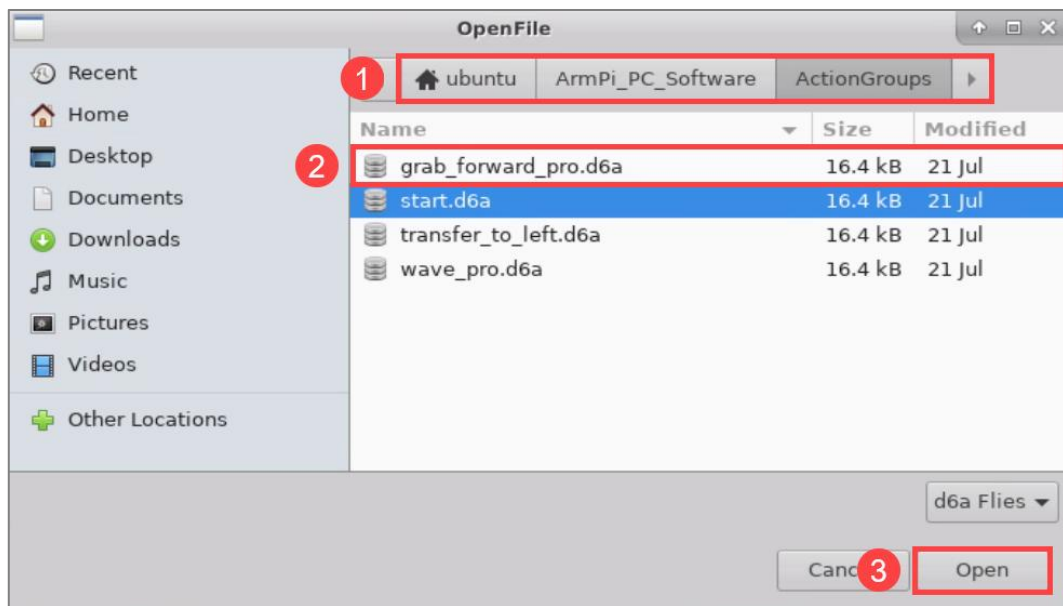 OpenFile
Recent
Home
Desktop
Documents
Downloads
Music
Pictures
Videos
Other Locations
1 ubuntu ArmPi_PC_Software ActionGroups
Name Size Modified
2 grab_forward_pro.d6a 16.4 kB 21 Jul
start.d6a 16.4 kB 21 Jul
transfer_to_left.d6a 16.4 kB 21 Jul
wave_pro.d6a 16.4 kB 21 Jul
d6a Flies
Canc 3 Open